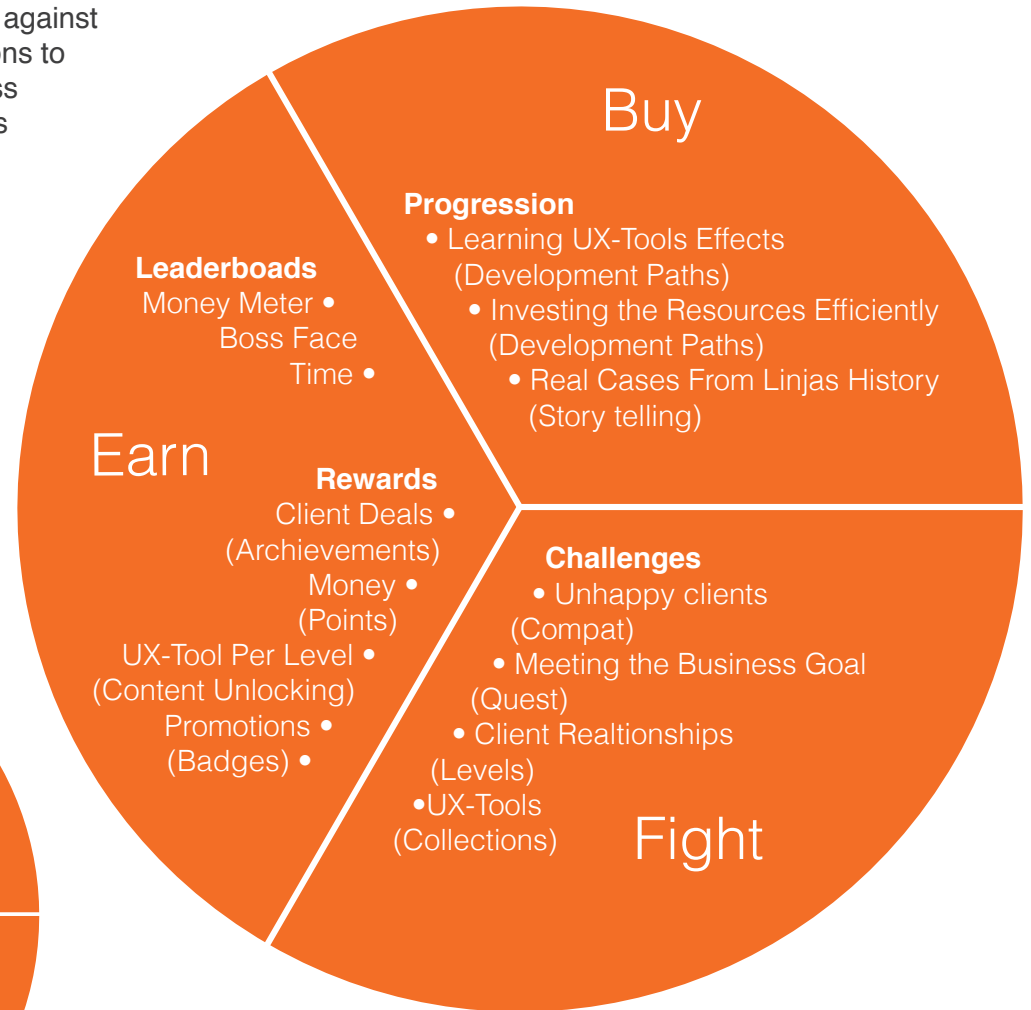 against
ons to
ss
s
Buy
Progression
• Learning UX-Tools Effects
(Development Paths)
• Investing the Resources Efficiently
(Development Paths)
• Real Cases From Linjas History
(Story telling)
Leaderboads
Money Meter •
Boss Face
Time •
Earn
Rewards
Client Deals •
(Archievements)
Money •
(Points)
UX-Tool Per Level •
(Content Unlocking)
Promotions •
(Badges) •
Challenges
• Unhappy clients
(Compat)
• Meeting the Business Goal
(Quest)
• Client Realtionships
(Levels)
•UX-Tools
(Collections)
Fight